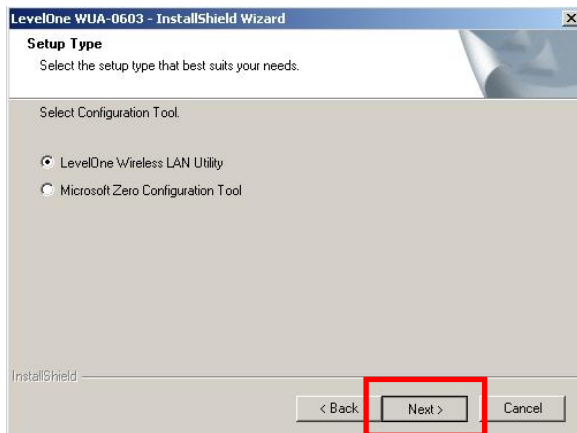 LevelOne WUA-0603 - InstallShield Wizard
Setup Type
Select the setup type that best suits your needs.
Select Configuration Tool.
LevelOne Wireless LAN Utility
Microsoft Zero Configuration Tool
InstallShield
< Back Next > Cancel